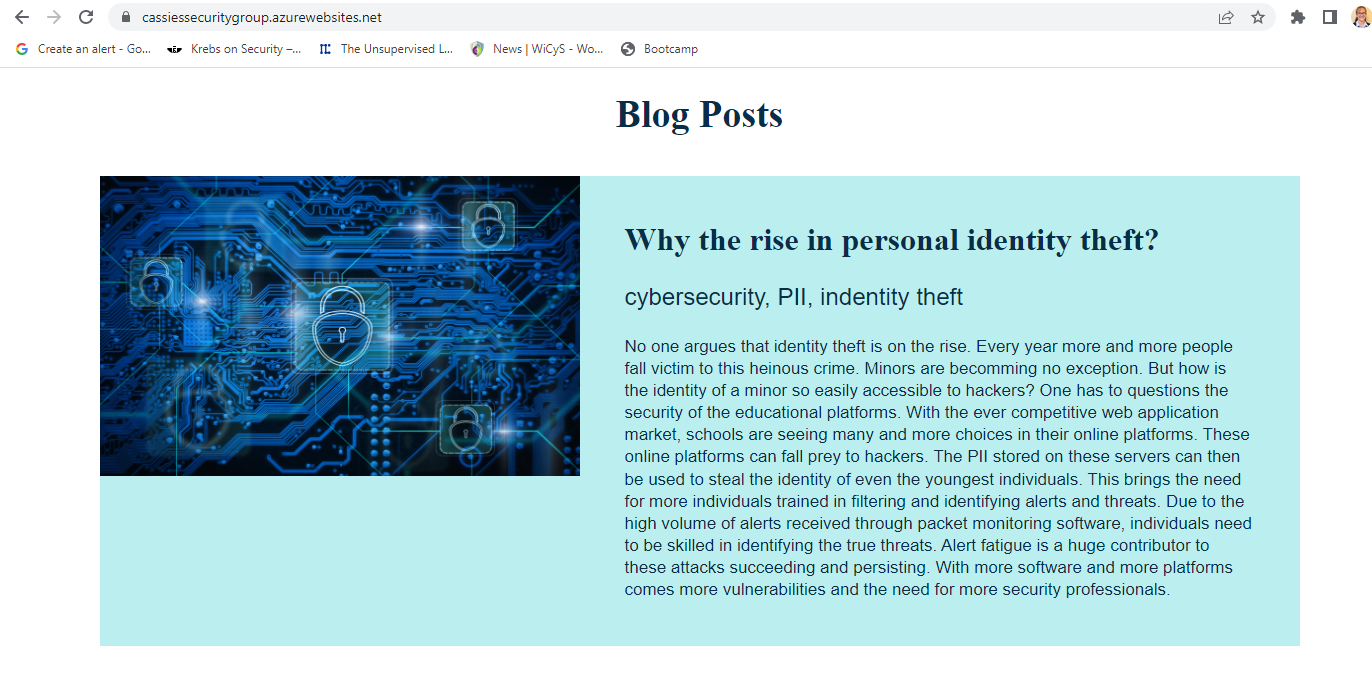 cassiessecuritygroup.azurewebsites.net
Create an alert - Go... Krebs on Security –... The Unsupervised L... News | WiCyS - Wo... Bootcamp
Blog Posts
Why the rise in personal identity theft?
cybersecurity, PII, indentity theft
No one argues that identity theft is on the rise. Every year more and more people
fall victim to this heinous crime. Minors are becomming no exception. But how is
the identity of a minor so easily accessible to hackers? One has to questions the
security of the educational platforms. With the ever competitive web application
market, schools are seeing many and more choices in their online platforms. These
online platforms can fall prey to hackers. The PII stored on these servers can then
be used to steal the identity of even the youngest individuals. This brings the need
for more individuals trained in filtering and identifying alerts and threats. Due to the
high volume of alerts received through packet monitoring software, individuals need
to be skilled in identifying the true threats. Alert fatigue is a huge contributor to
these attacks succeeding and persisting. With more software and more platforms
comes more vulnerabilities and the need for more security professionals.